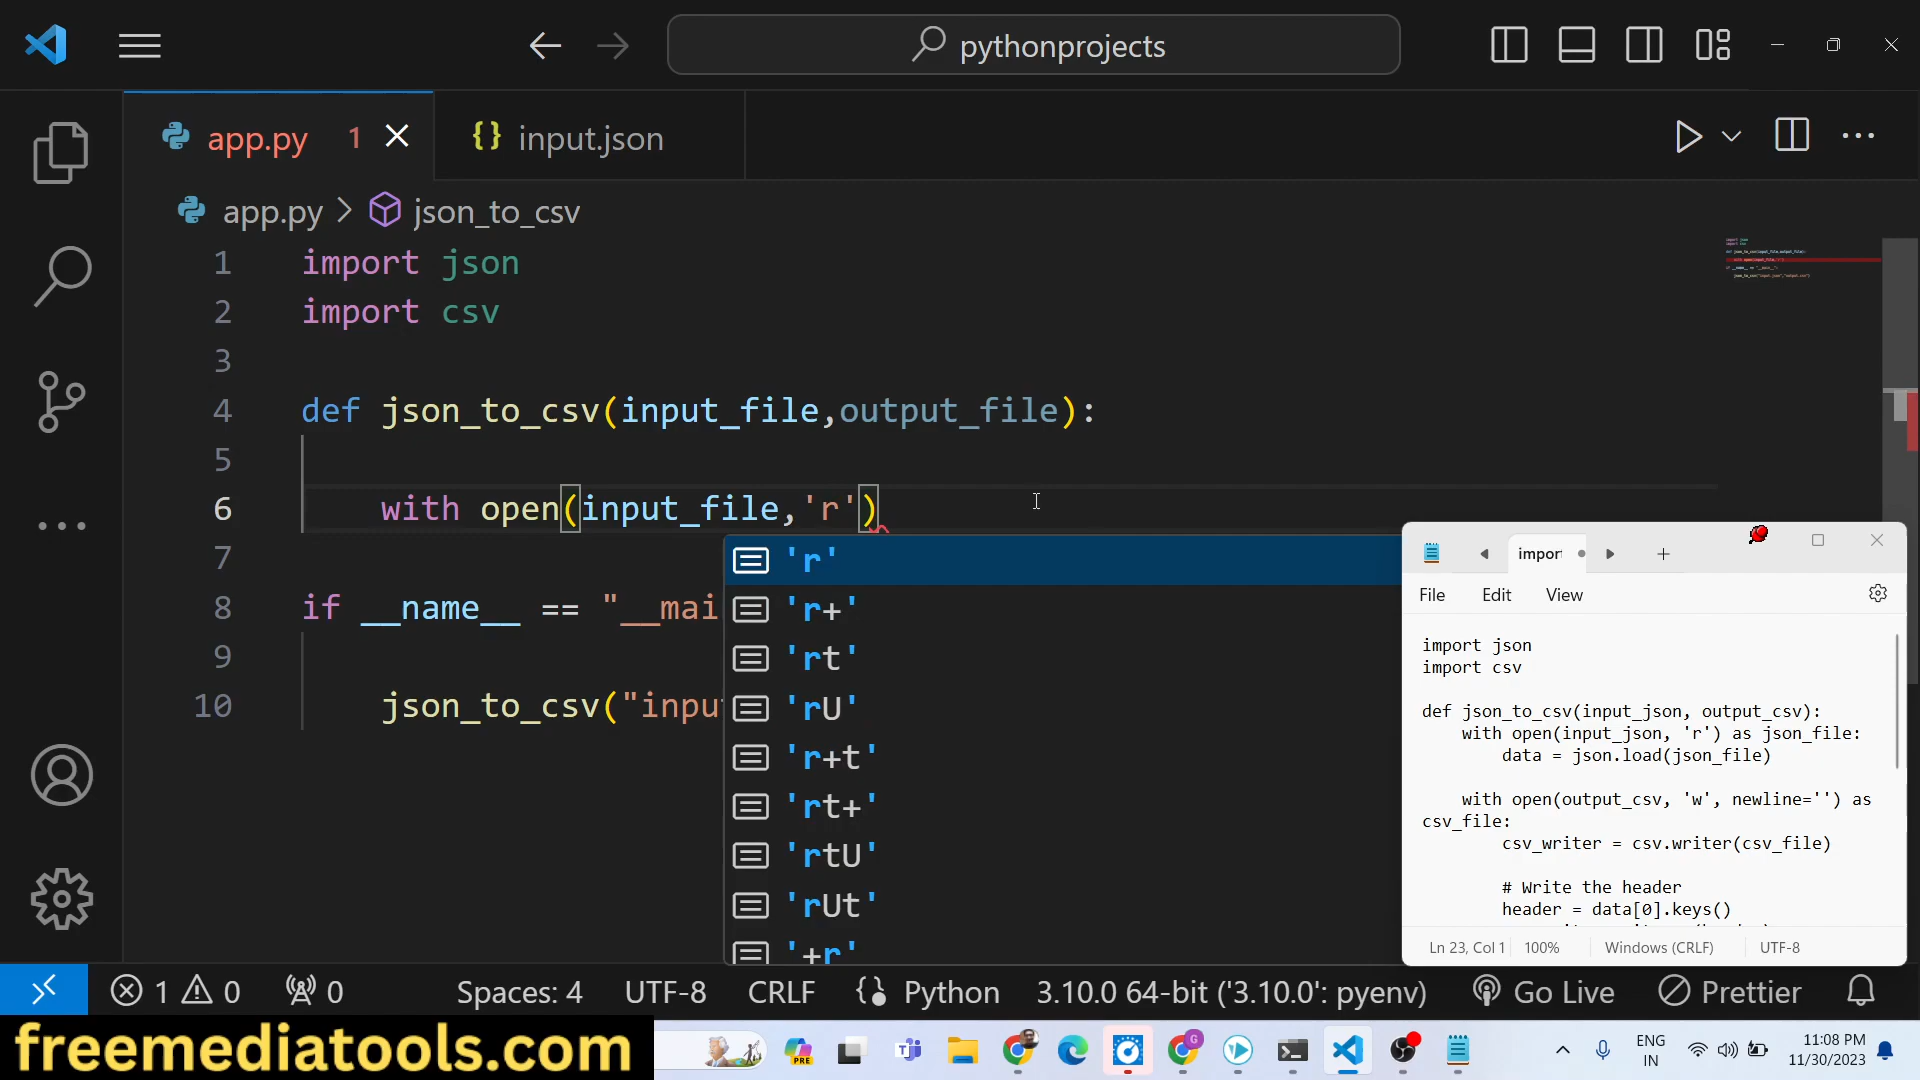 pythonprojects
app.py 1
input.json
app.py > json_to_csv
1 import json
2 import csv
3
4 def json_to_csv(input_file,output_file):
5
6 with open(input_file,'r')
7
8 if __name__ == "__mai
9
10 json_to_csv("inpu
'r'
'r+'
'rt'
'rU'
'r+t'
'rt+'
'rtU'
'rUt'
'+r'
impor
File Edit View
import json
import csv
def json_to_csv(input_json, output_csv):
with open(input_json, 'r') as json_file:
data = json.load(json_file)
with open(output_csv, 'w', newline='') as
csv_file:
csv_writer = csv.writer(csv_file)
# Write the header
header = data[0].keys()
Ln 23, Col 1 100% Windows (CRLF) UTF-8
1 0 0 Spaces: 4 UTF-8 CRLF Python 3.10.0 64-bit ('3.10.0': pyenv) Go Live Prettier
freemediatools.com
PRE
G
ENG
IN
11:08 PM
11/30/2023